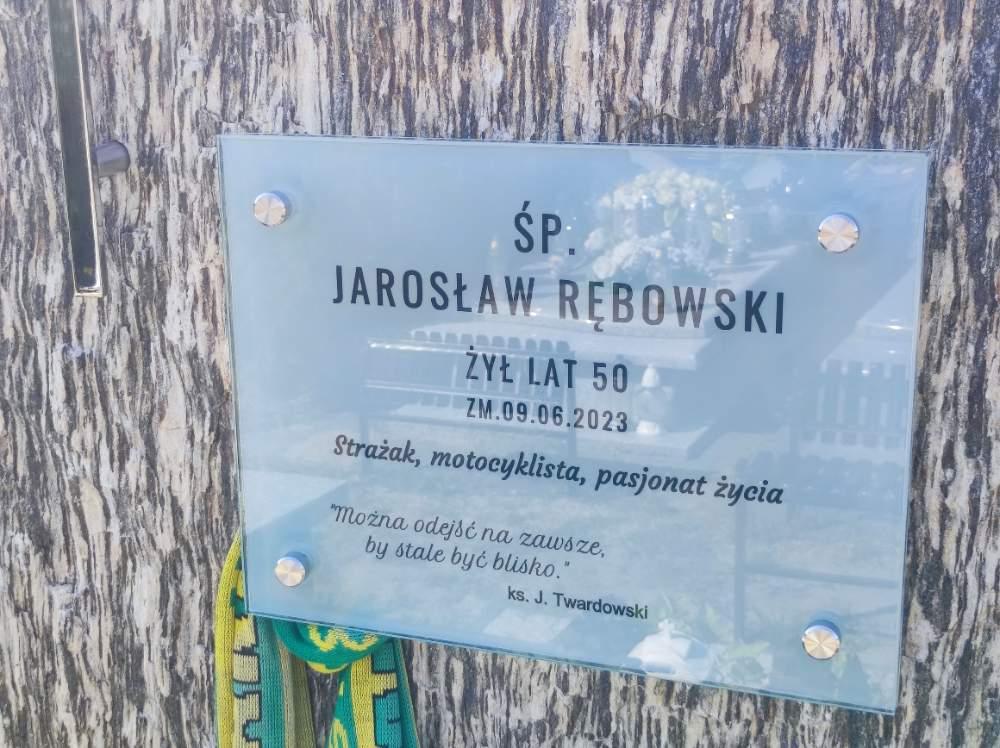 ŚP.
JAROSŁAW RĘBOWSKI
ŻYŁ LAT 50
ZM.09.06.2023
Strażak, motocyklista, pasjonat życia
"Można odejść na zawsze,
by stale być blisko."
ks. J. Twardowski